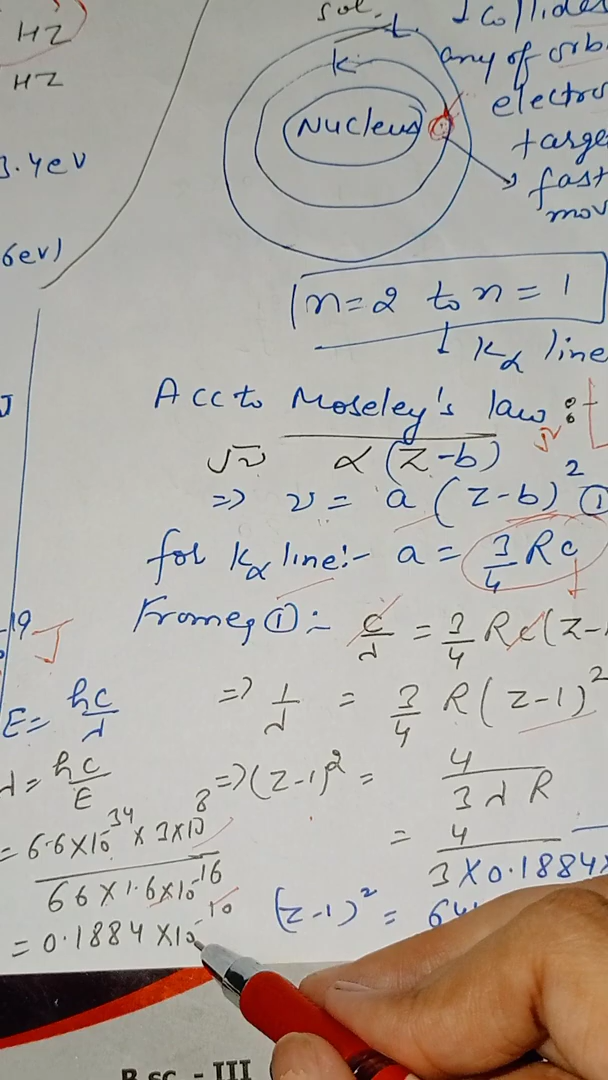 HZ
HZ
3.4eV
6eV)
sol.
L
K
Nucleus
collides
any of orb
electro
targe
fast
mov
n=2 to n=1
↓ Kα line
Acc to Moseley's law :-
√ν ∝ (Z-b)
=> ν = a (Z-b)² ①
for Kα line:- a = 3/4 Rc
From eq ①:- c/λ = 3/4 Rc(Z-
=> 1/λ = 3/4 R(Z-1)²
=> (Z-1)² = 4/3λR
= 4/3×0.1884×
(Z-1)² = 64
-19 J
E = hc/λ
λ = hc/E
= 6.6×10^34 × 3×10^8
66×1.6×10^-16
= 0.1884×10^-10
B.sc. - III